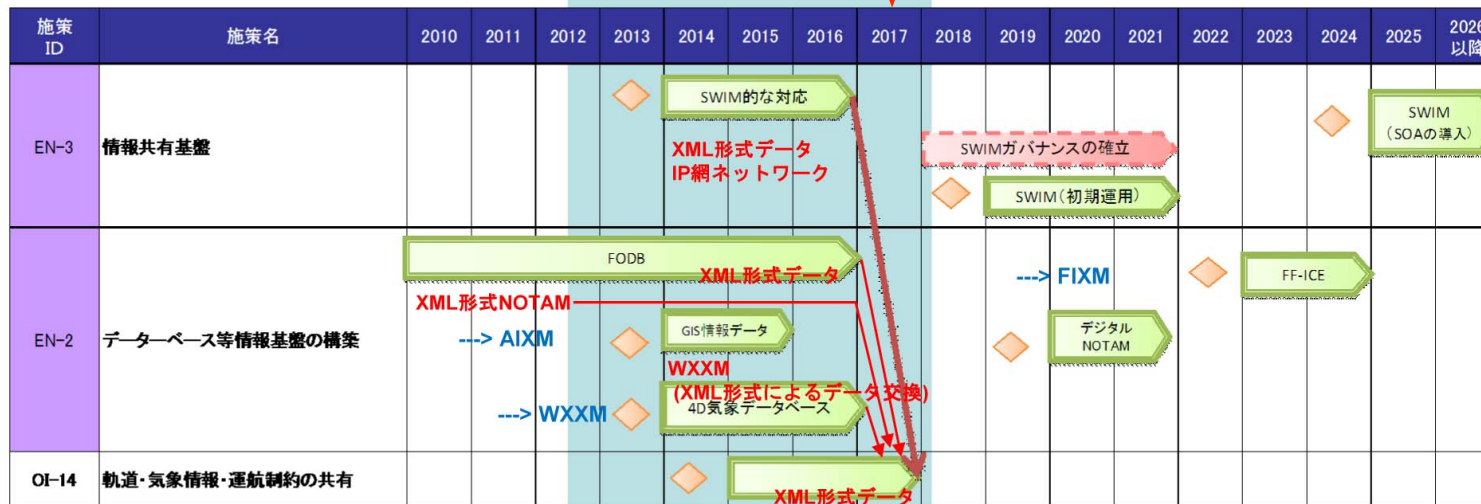 施策
ID
施策名
2010
2011
2012
2013
2014
2015
2016
2017
2018
2019
2020
2021
2022
2023
2024
2025
2026
以降
EN-3
情報共有基盤
SWIM的な対応
XML形式データ
IP網ネットワーク
SWIMガバナンスの確立
SWIM(初期運用)
SWIM
(SOAの導入)
EN-2
データーベース等情報基盤の構築
FODB
XML形式データ
XML形式NOTAM
---> AIXM
GIS情報データ
WXXM
(XML形式によるデータ交換)
---> WXXM
4D気象データベース
---> FIXM
FF-ICE
デジタル
NOTAM
OI-14
軌道・気象情報・運航制約の共有
XML形式データ